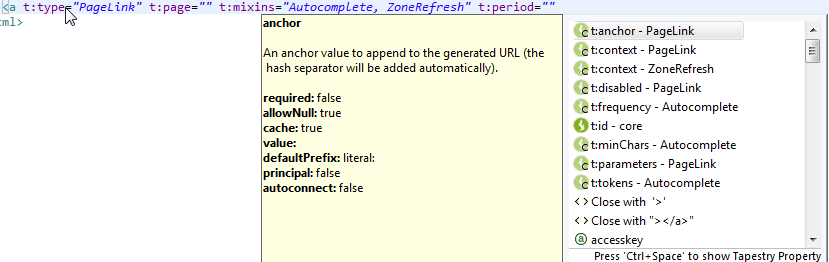 <a t:type="PageLink" t:page="" t:mixins="Autocomplete, ZoneRefresh" t:period=""
tml>
anchor
An anchor value to append to the generated URL (the
hash separator will be added automatically).
required: false
allowNull: true
cache: true
value:
defaultPrefix: literal:
principal: false
autoconnect: false
t:anchor - PageLink
t:context - PageLink
t:context - ZoneRefresh
t:disabled - PageLink
t:frequency - Autocomplete
t:id - core
t:minChars - Autocomplete
t:parameters - PageLink
t:tokens - Autocomplete
Close with '>'
Close with "></a>"
accesskey
Press 'Ctrl+Space' to show Tapestry Property